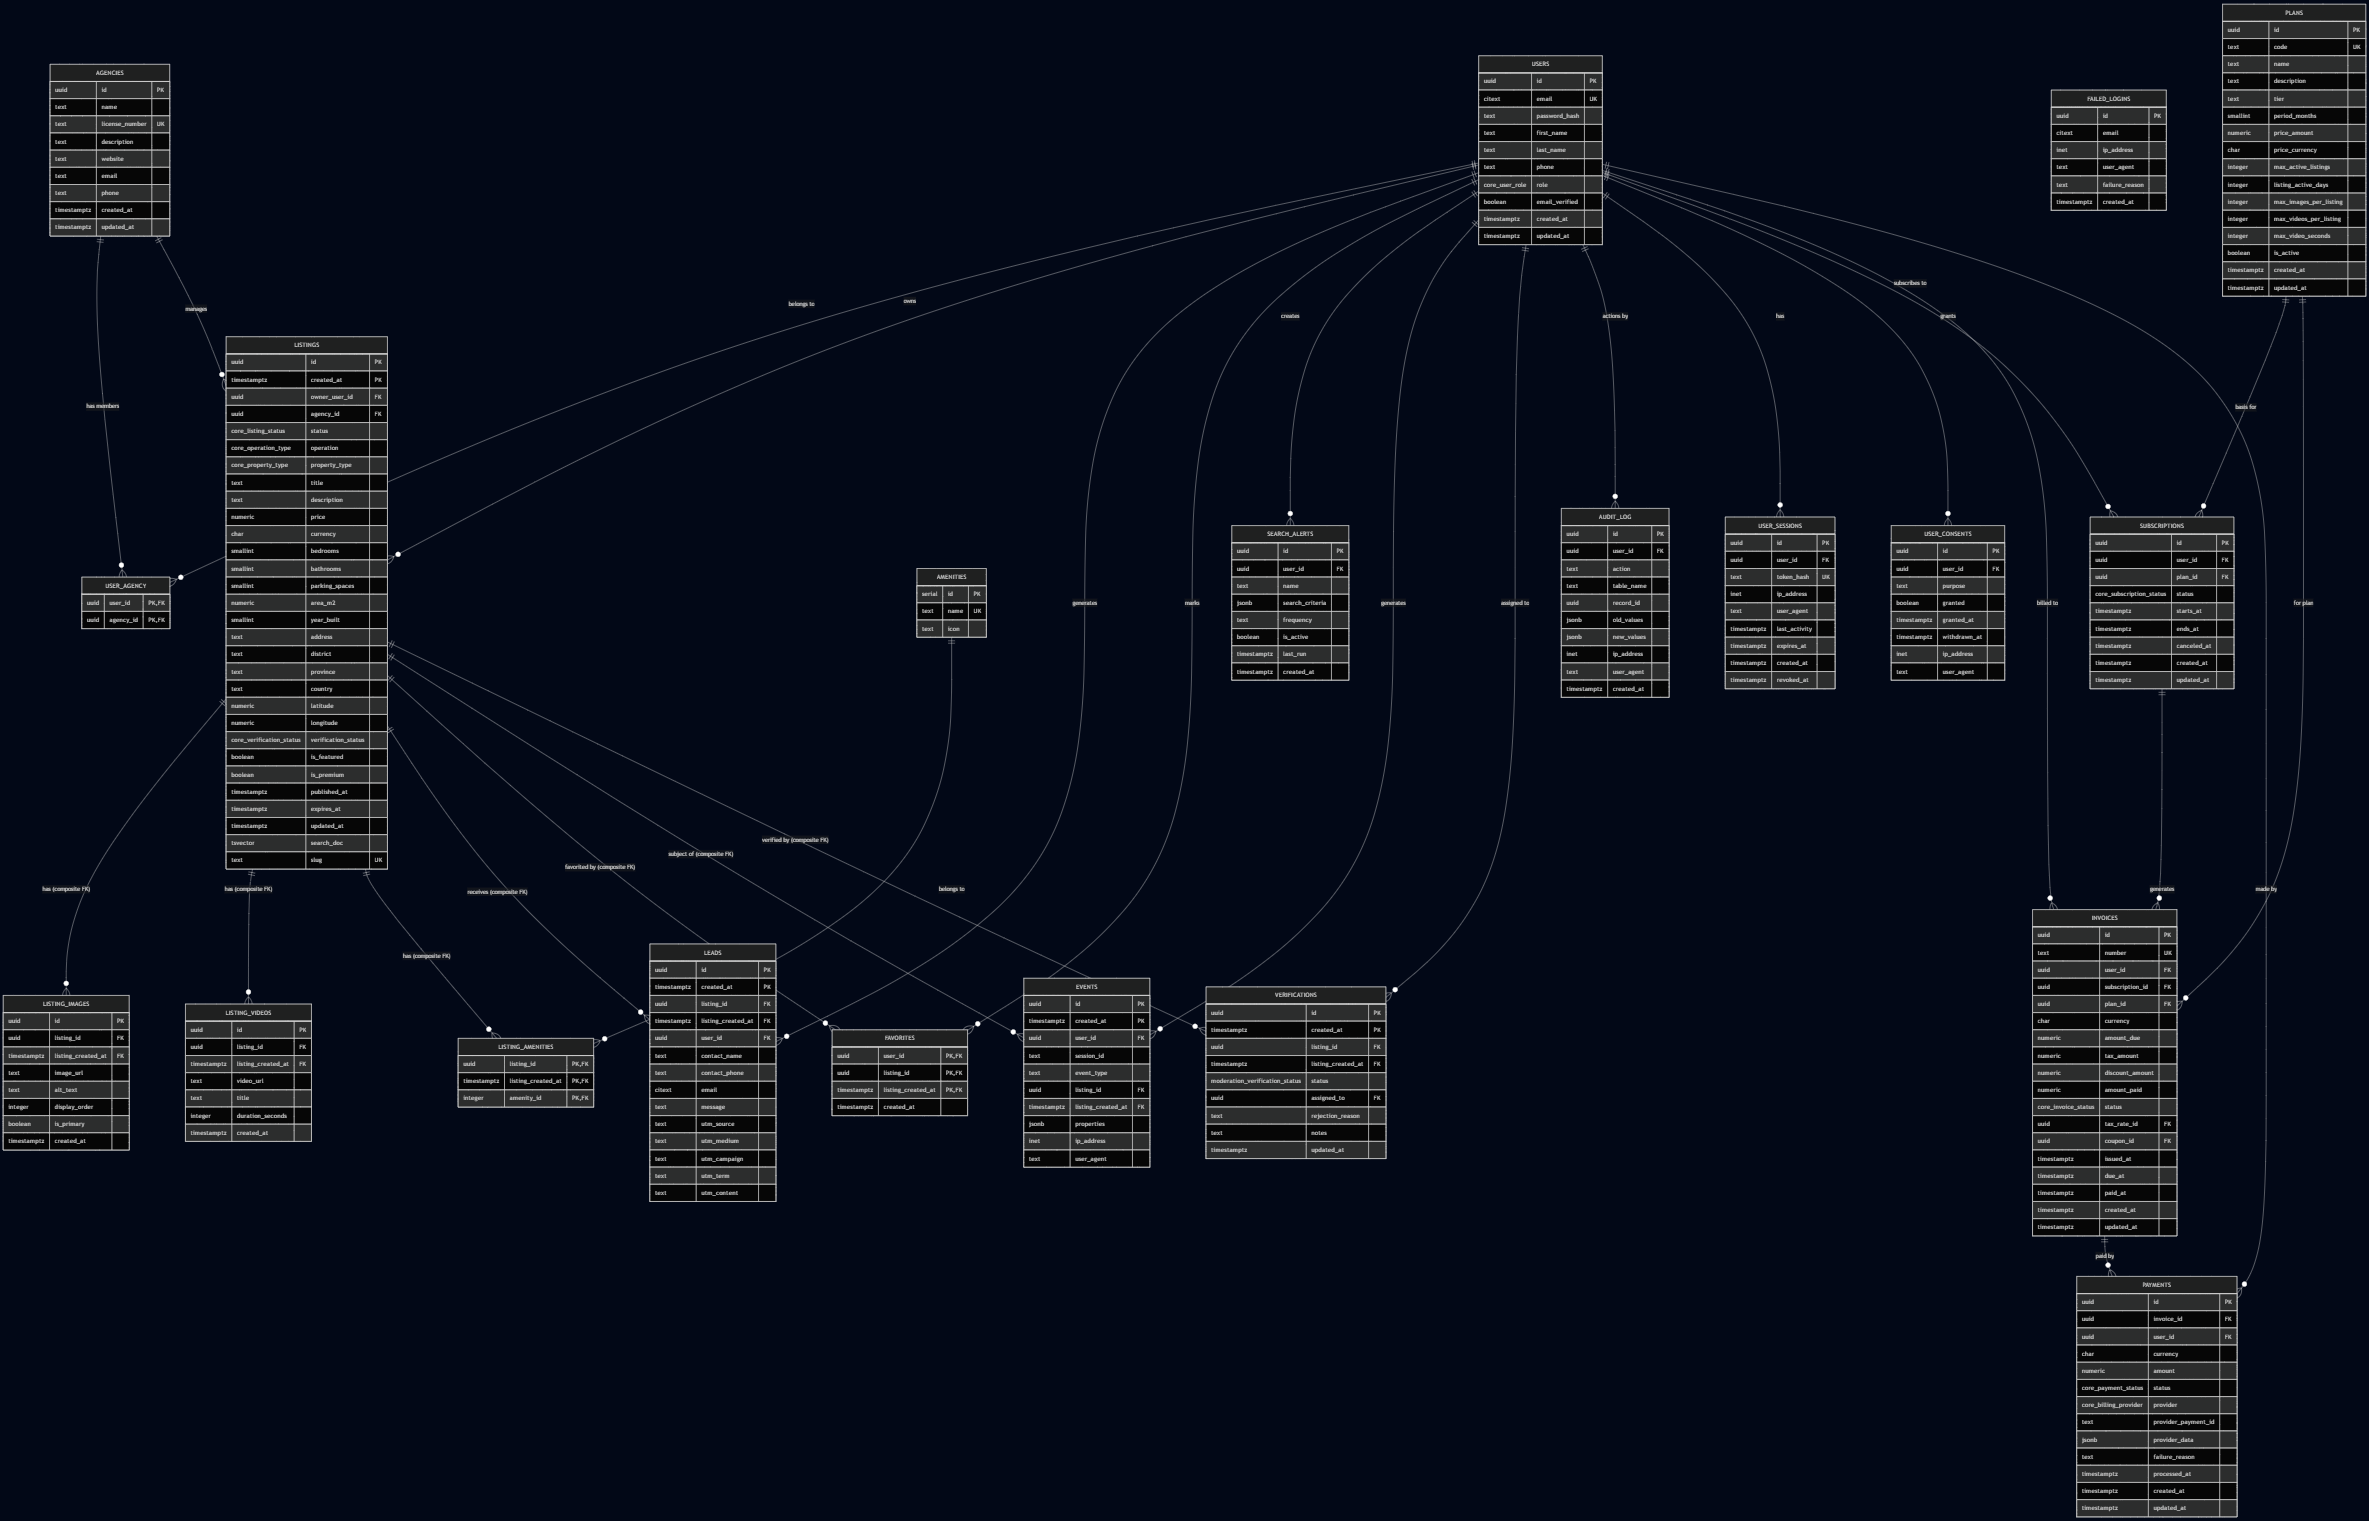 AGENCIES
uuid id PK
text name
text license_number UK
text description
text website
text email
text phone
timestamptz created_at
timestamptz updated_at
USERS
uuid id PK
citext email UK
text password_hash
text first_name
text last_name
text phone
core_user_role role
boolean email_verified
timestamptz created_at
timestamptz updated_at
FAILED_LOGINS
uuid id PK
citext email
inet ip_address
text user_agent
text failure_reason
timestamptz created_at
PLANS
uuid id PK
text code UK
text name
text description
text tier
smallint period_months
numeric price_amount
char price_currency
integer max_active_listings
integer listing_active_days
integer max_images_per_listing
integer max_videos_per_listing
integer max_video_seconds
boolean is_active
timestamptz created_at
timestamptz updated_at
manages
belongs to
owns
creates
actions by
has
subscribes to
grants
has members
basis for
LISTINGS
uuid id PK
timestamptz created_at PK
uuid owner_user_id FK
uuid agency_id FK
core_listing_status status
core_operation_type operation
core_property_type property_type
text title
text description
numeric price
char currency
smallint bedrooms
smallint bathrooms
smallint parking_spaces
numeric area_m2
smallint year_built
text address
text district
text province
text country
numeric latitude
numeric longitude
core_verification_status verification_status
boolean is_featured
boolean is_premium
timestamptz published_at
timestamptz expires_at
timestamptz updated_at
tsvector search_doc
text slug UK
USER_AGENCY
uuid user_id PK,FK
uuid agency_id PK,FK
AMENITIES
serial id PK
text name UK
text icon
SEARCH_ALERTS
uuid id PK
uuid user_id FK
text name
jsonb search_criteria
text frequency
boolean is_active
timestamptz last_run
timestamptz created_at
AUDIT_LOG
uuid id PK
uuid user_id FK
text action
text table_name
uuid record_id
jsonb old_values
jsonb new_values
inet ip_address
text user_agent
timestamptz created_at
USER_SESSIONS
uuid id PK
uuid user_id FK
text token_hash UK
inet ip_address
text user_agent
timestamptz last_activity
timestamptz expires_at
timestamptz created_at
timestamptz revoked_at
USER_CONSENTS
uuid id PK
uuid user_id FK
text purpose
boolean granted
timestamptz granted_at
timestamptz withdrawn_at
inet ip_address
text user_agent
SUBSCRIPTIONS
uuid id PK
uuid user_id FK
uuid plan_id FK
core_subscription_status status
timestamptz starts_at
timestamptz ends_at
timestamptz canceled_at
timestamptz created_at
timestamptz updated_at
generates
marks
generates
assigned to
billed to
for plan
verified by (composite FK)
subject of (composite FK)
favorited by (composite FK)
has (composite FK)
has (composite FK)
receives (composite FK)
belongs to
generates
made by
has (composite FK)
LISTING_IMAGES
uuid id PK
uuid listing_id FK
timestamptz listing_created_at FK
text image_url
text alt_text
integer display_order
boolean is_primary
timestamptz created_at
LISTING_VIDEOS
uuid id PK
uuid listing_id FK
timestamptz listing_created_at FK
text video_url
text title
integer duration_seconds
timestamptz created_at
LISTING_AMENITIES
uuid listing_id PK,FK
timestamptz listing_created_at PK,FK
integer amenity_id PK,FK
LEADS
uuid id PK
timestamptz created_at PK
uuid listing_id FK
timestamptz listing_created_at FK
uuid user_id FK
text contact_name
text contact_phone
citext email
text message
text utm_source
text utm_medium
text utm_campaign
text utm_term
text utm_content
FAVORITES
uuid user_id PK,FK
uuid listing_id PK,FK
timestamptz listing_created_at PK,FK
timestamptz created_at
EVENTS
uuid id PK
timestamptz created_at PK
uuid user_id FK
text session_id
text event_type
uuid listing_id FK
timestamptz listing_created_at FK
jsonb properties
inet ip_address
text user_agent
VERIFICATIONS
uuid id PK
timestamptz created_at PK
uuid listing_id FK
timestamptz listing_created_at FK
moderation_verification_status status
uuid assigned_to FK
text rejection_reason
text notes
timestamptz updated_at
INVOICES
uuid id PK
text number UK
uuid user_id FK
uuid subscription_id FK
uuid plan_id FK
char currency
numeric amount_due
numeric tax_amount
numeric discount_amount
numeric amount_paid
core_invoice_status status
uuid tax_rate_id FK
uuid coupon_id FK
timestamptz issued_at
timestamptz due_at
timestamptz paid_at
timestamptz created_at
timestamptz updated_at
paid by
PAYMENTS
uuid id PK
uuid invoice_id FK
uuid user_id FK
char currency
numeric amount
core_payment_status status
core_billing_provider provider
text provider_payment_id
jsonb provider_data
text failure_reason
timestamptz processed_at
timestamptz created_at
timestamptz updated_at